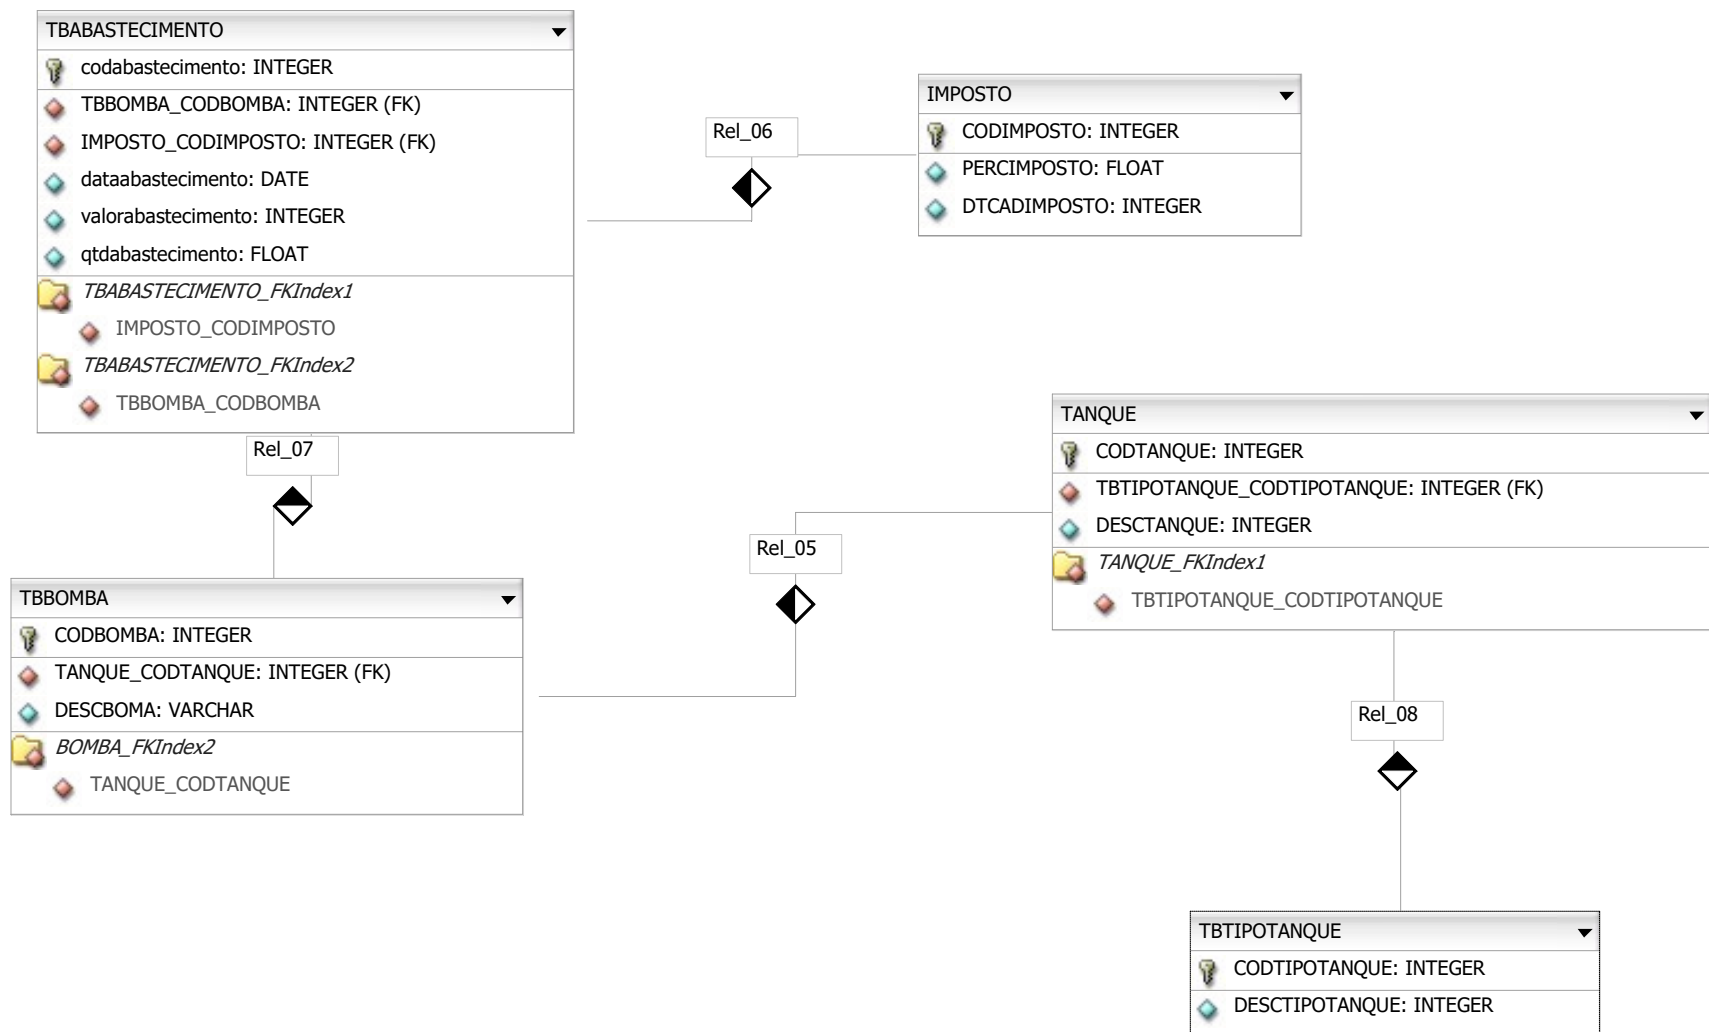 TBABASTECIMENTO
codabastecimento: INTEGER
TBBOMBA_CODBOMBA: INTEGER (FK)
IMPOSTO_CODIMPOSTO: INTEGER (FK)
dataabastecimento: DATE
valorabastecimento: INTEGER
qtdabastecimento: FLOAT
TBABASTECIMENTO_FKIndex1
IMPOSTO_CODIMPOSTO
TBABASTECIMENTO_FKIndex2
TBBOMBA_CODBOMBA
Rel_06
IMPOSTO
CODIMPOSTO: INTEGER
PERCIMPOSTO: FLOAT
DTCADIMPOSTO: INTEGER
Rel_07
TBBOMBA
CODBOMBA: INTEGER
TANQUE_CODTANQUE: INTEGER (FK)
DESCBOMA: VARCHAR
BOMBA_FKIndex2
TANQUE_CODTANQUE
Rel_05
TANQUE
CODTANQUE: INTEGER
TBTIPOTANQUE_CODTIPOTANQUE: INTEGER (FK)
DESCTANQUE: INTEGER
TANQUE_FKIndex1
TBTIPOTANQUE_CODTIPOTANQUE
Rel_08
TBTIPOTANQUE
CODTIPOTANQUE: INTEGER
DESCTIPOTANQUE: INTEGER